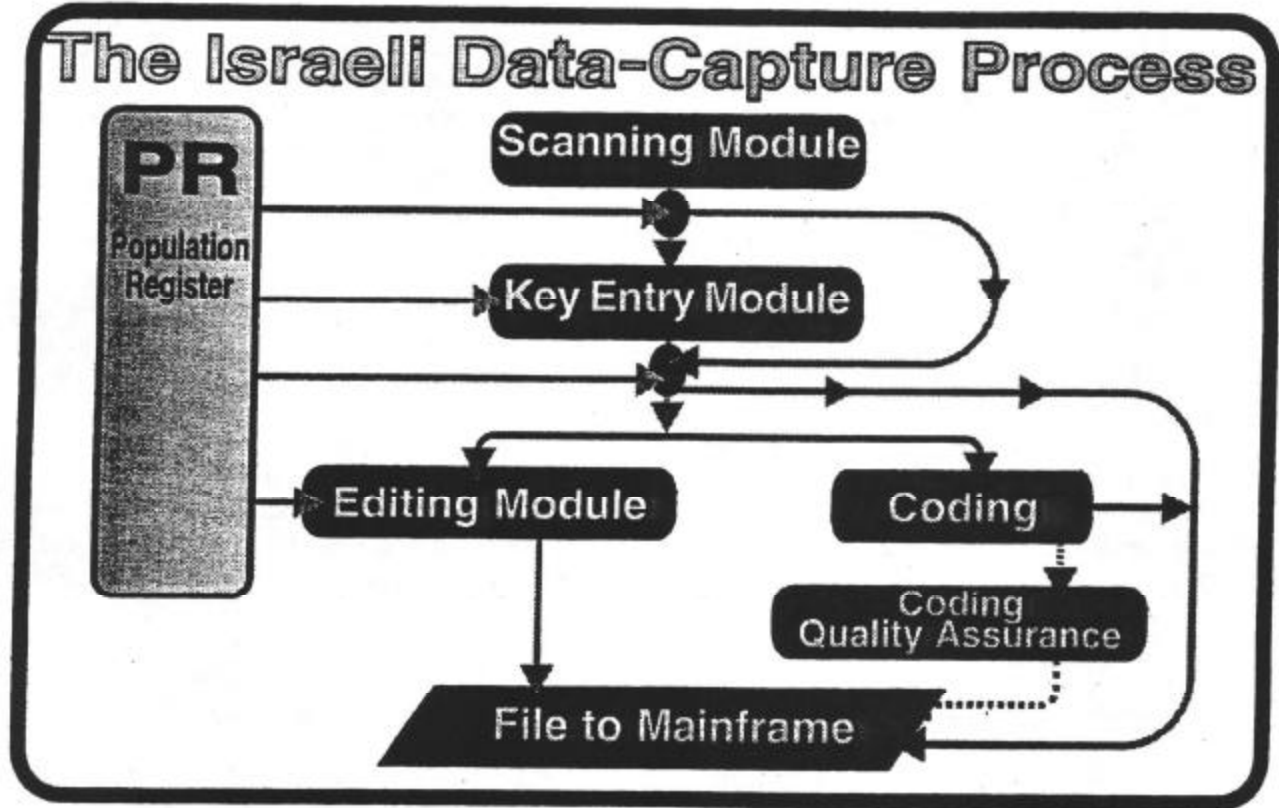 The Israeli Data-Capture Process
PR
Population
Register
Scanning Module
Key Entry Module
Editing Module
Coding
Coding
Quality Assurance
File to Mainframe